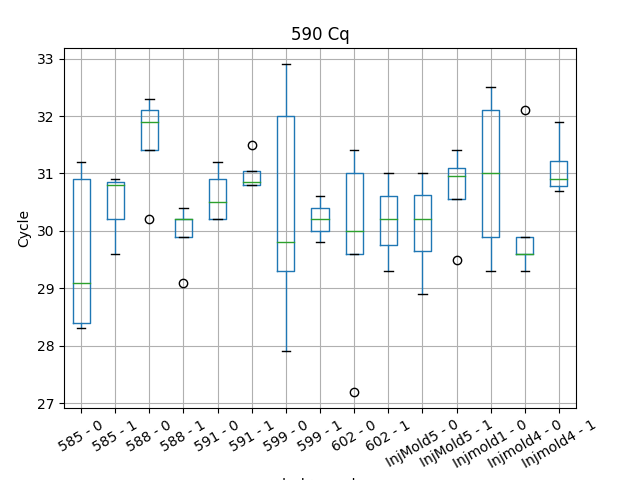 590 Cq
33
32
31
30
29
28
27
Cycle
585 - 0
585 - 1
588 - 0
588 - 1
591 - 0
591 - 1
599 - 0
599 - 1
602 - 0
602 - 1
InjMold5 - 0
InjMold5 - 1
Injmold1 - 0
Injmold4 - 0
Injmold4 - 1